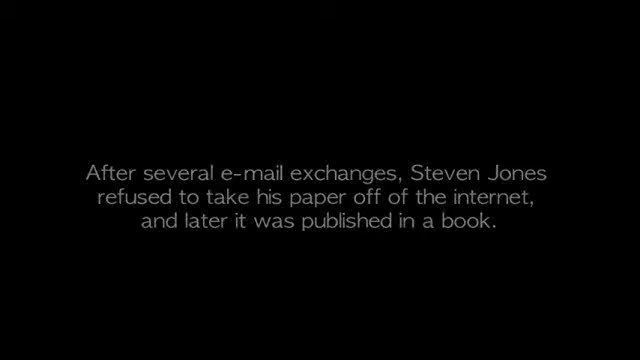 After several e-mail exchanges, Steven Jones
refused to take his paper off of the internet,
and later it was published in a book.